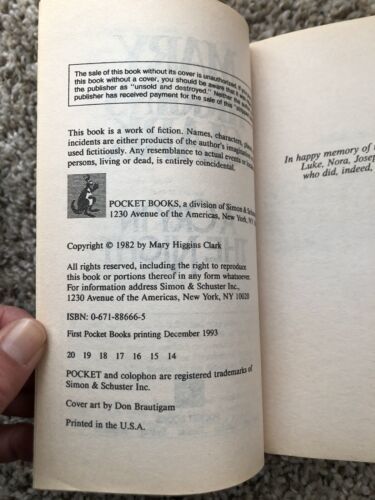 The sale of this book without its cover is unauthorized. If
this book without a cover, you should be aware that it
the publisher as "unsold and destroyed." Neither the
publisher has received payment for the sale of this
This book is a work of fiction. Names, characters,
incidents are either products of the author's imagination
used fictitiously. Any resemblance to actual events or
persons, living or dead, is entirely coincidental.
POCKET BOOKS, a division of Simon &
1230 Avenue of the Americas, New York, NY
Copyright © 1982 by Mary Higgins Clark
All rights reserved, including the right to reproduce
this book or portions thereof in any form whatsoever.
For information address Simon & Schuster Inc.,
1230 Avenue of the Americas, New York, NY 10020
ISBN: 0-671-88666-5
First Pocket Books printing December 1993
20 19 18 17 16 15 14
POCKET and colophon are registered trademarks of
Simon & Schuster Inc.
Cover art by Don Brautigam
Printed in the U.S.A.
In happy memory of
Luke, Nora,
who did, indeed,